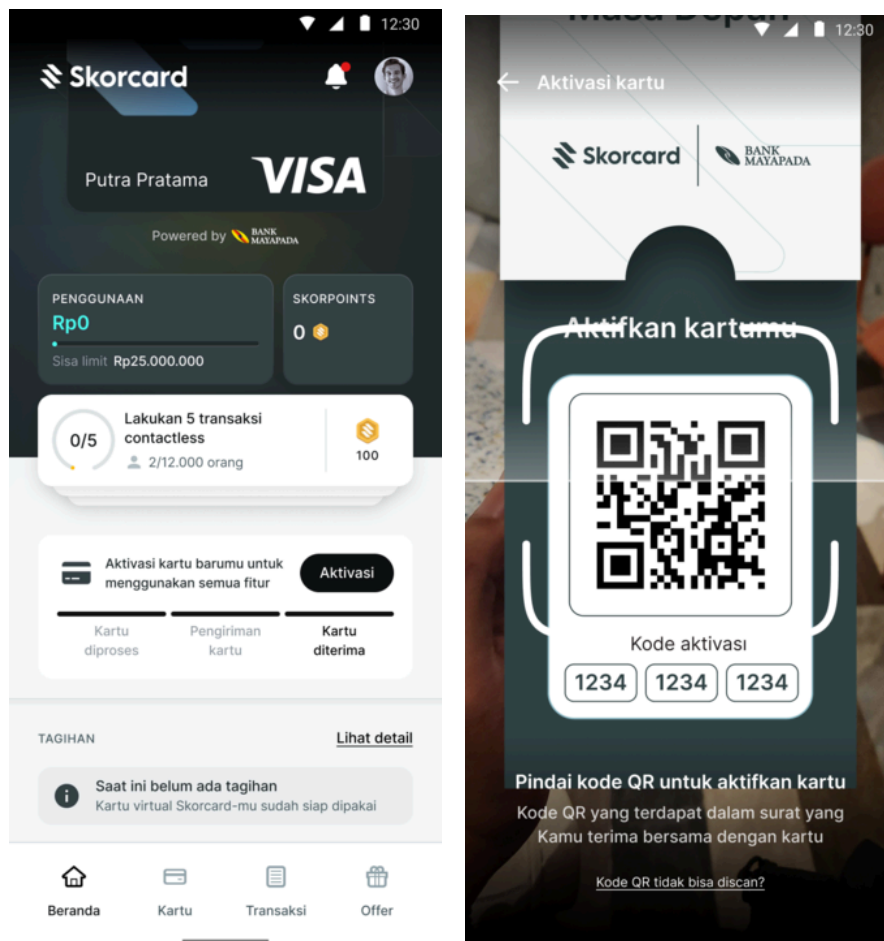 12:30
Skorcard
Putra Pratama
VISA
Powered by BANK MAYAPADA
PENGGUNAAN
Rp0
Sisa limit Rp25.000.000
SKORPOINTS
0
0/5
Lakukan 5 transaksi
contactless
2/12.000 orang
100
Aktivasi kartu barumu untuk
menggunakan semua fitur
Aktivasi
Kartu
diproses
Pengiriman
kartu
Kartu
diterima
TAGIHAN
Lihat detail
Saat ini belum ada tagihan
Kartu virtual Skorcard-mu sudah siap dipakai
Beranda
Kartu
Transaksi
Offer
Masa Depan
12:30
Aktivasi kartu
Skorcard
BANK
MAYAPADA
Aktifkan kartumu
Kode aktivasi
1234 1234 1234
Pindai kode QR untuk aktifkan kartu
Kode QR yang terdapat dalam surat yang
Kamu terima bersama dengan kartu
Kode QR tidak bisa discan?